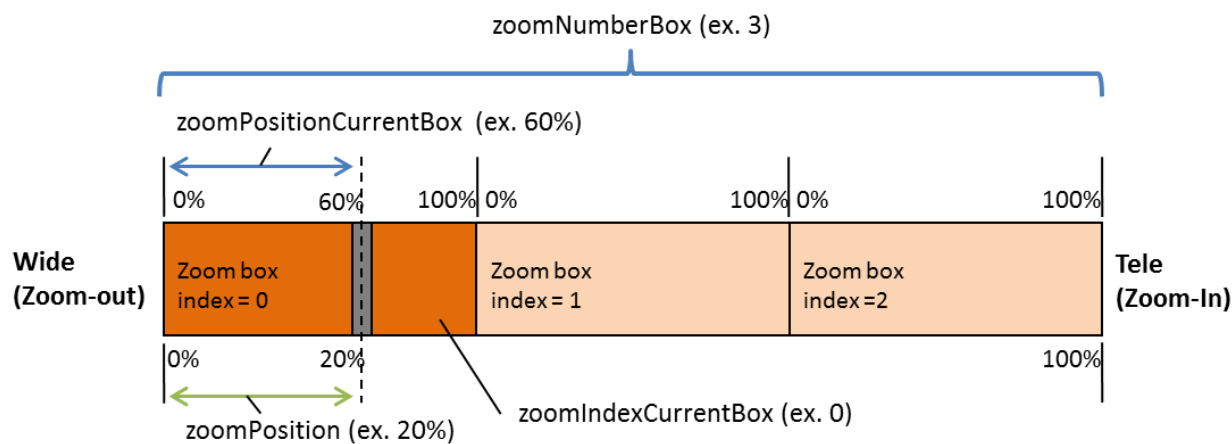 zoomNumberBox (ex. 3)
zoomPositionCurrentBox (ex. 60%)
0% 60% 100% 0% 100% 0% 100%
Wide
(Zoom-out)
Zoom box
index = 0
Zoom box
index = 1
Zoom box
index =2
Tele
(Zoom-In)
0% 20% 100%
zoomPosition (ex. 20%)
zoomIndexCurrentBox (ex. 0)